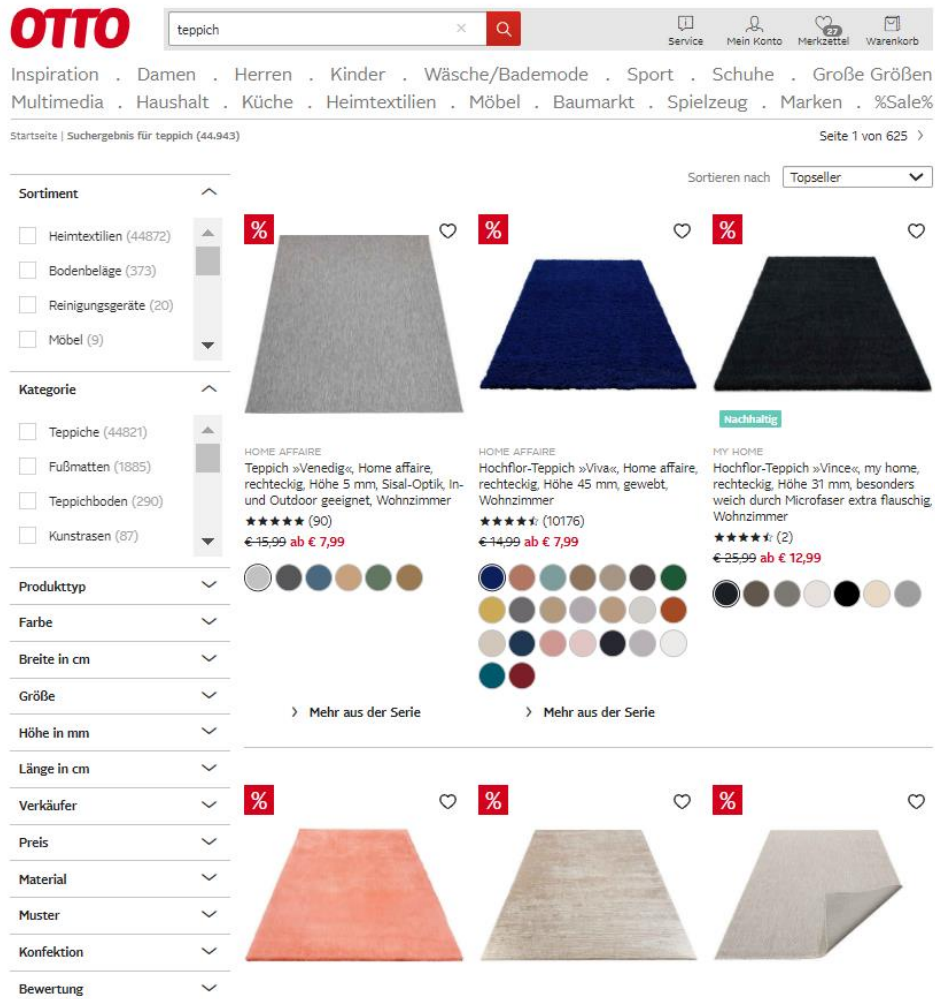 OTTO
teppich
Service Mein Konto Merkzettel Warenkorb
27
Inspiration . Damen . Herren . Kinder . Wäsche/Bademode . Sport . Schuhe . Große Größen
Multimedia . Haushalt . Küche . Heimtextilien . Möbel . Baumarkt . Spielzeug . Marken . %Sale%
Startseite | Suchergebnis für teppich (44.943)
Seite 1 von 625
Sortieren nach Topseller
Sortiment
Heimtextilien (44872)
Bodenbeläge (373)
Reinigungsgeräte (20)
Möbel (9)
Kategorie
Teppiche (44821)
Fußmatten (1885)
Teppichboden (290)
Kunstrasen (87)
Produkttyp
Farbe
Breite in cm
Größe
Höhe in mm
Länge in cm
Verkäufer
Preis
Material
Muster
Konfektion
Bewertung
%
HOME AFFAIRE
Teppich »Venedig«, Home affaire,
rechteckig, Höhe 5 mm, Sisal-Optik, In-
und Outdoor geeignet, Wohnzimmer
★★★★★ (90)
€ 15,99 ab € 7,99
Mehr aus der Serie
%
HOME AFFAIRE
Hochflor-Teppich »Viva«, Home affaire,
rechteckig, Höhe 45 mm, gewebt,
Wohnzimmer
(10176)
€ 14,99 ab € 7,99
Mehr aus der Serie
%
Nachhaltig
MY HOME
Hochflor-Teppich »Vince«, my home,
rechteckig, Höhe 31 mm, besonders
weich durch Microfaser extra flauschig,
Wohnzimmer
(2)
€ 25,99 ab € 12,99
%
%
%